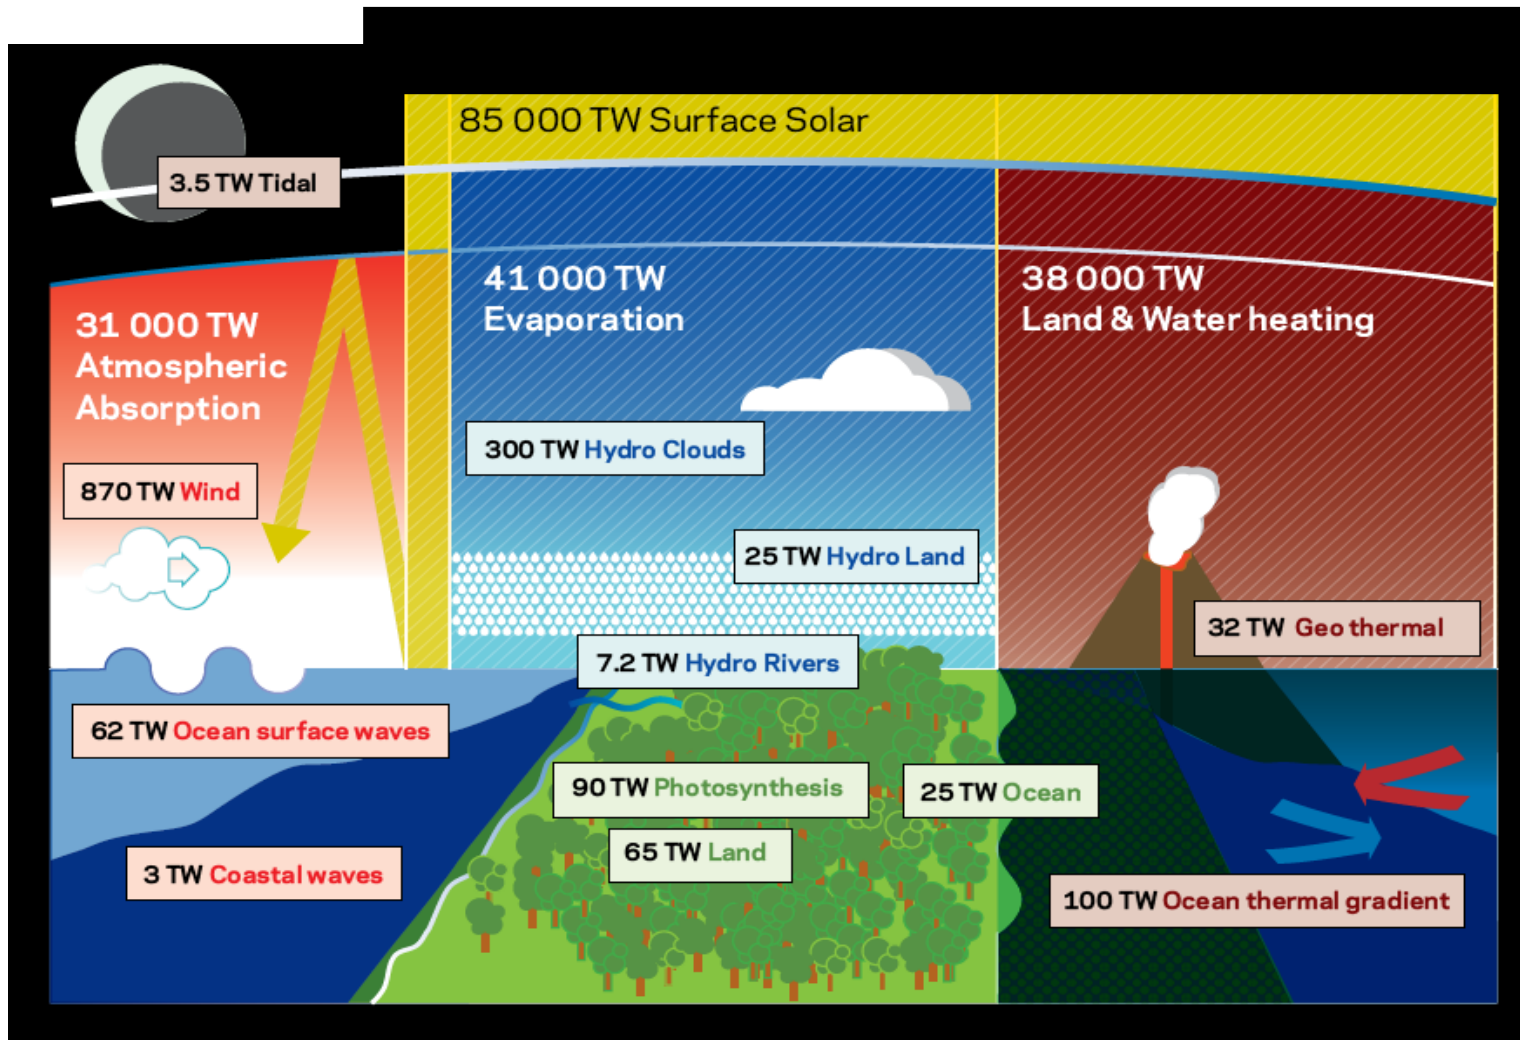 85 000 TW Surface Solar
3.5 TW Tidal
31 000 TW
Atmospheric
Absorption
41 000 TW
Evaporation
38 000 TW
Land & Water heating
870 TW Wind
300 TW Hydro Clouds
25 TW Hydro Land
7.2 TW Hydro Rivers
32 TW Geo thermal
62 TW Ocean surface waves
90 TW Photosynthesis
25 TW Ocean
65 TW Land
3 TW Coastal waves
100 TW Ocean thermal gradient